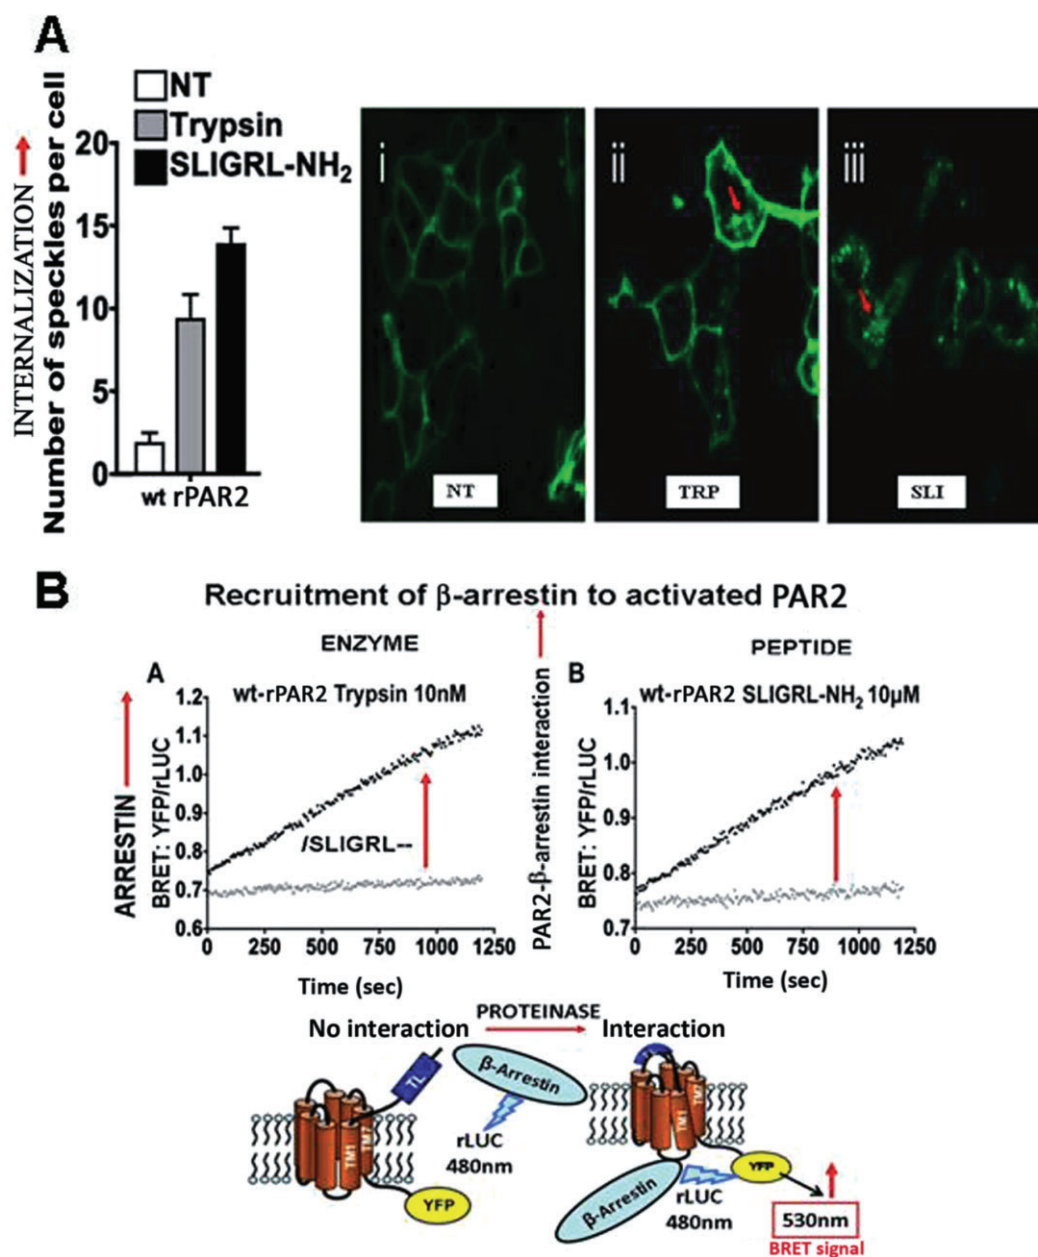 A
INTERNALIZATION
Number of speckles per cell
NT
Trypsin
SLIGRL-NH2
20
15
10
5
0
wt rPAR2
i
NT
ii
TRP
iii
SLI
B
Recruitment of β-arrestin to activated PAR2
ENZYME
PEPTIDE
A
wt-rPAR2 Trypsin 10nM
ARRESTIN
BRET: YFP/rLUC
1.2
1.1
1.0
0.9
0.8
0.7
0.6
/SLIGRL--
0
250
500
750
1000
1250
Time (sec)
PAR2-β-arrestin interaction
B
wt-rPAR2 SLIGRL-NH2 10μM
BRET: YFP/rLUC
1.1
1.0
0.9
0.8
0.7
0
250
500
750
1000
1250
Time (sec)
No interaction
PROTEINASE
Interaction
TL
β-Arrestin
rLUC
480nm
TM1
TM7
YFP
TM1
TM7
β-Arrestin
rLUC
480nm
YFP
530nm
BRET signal